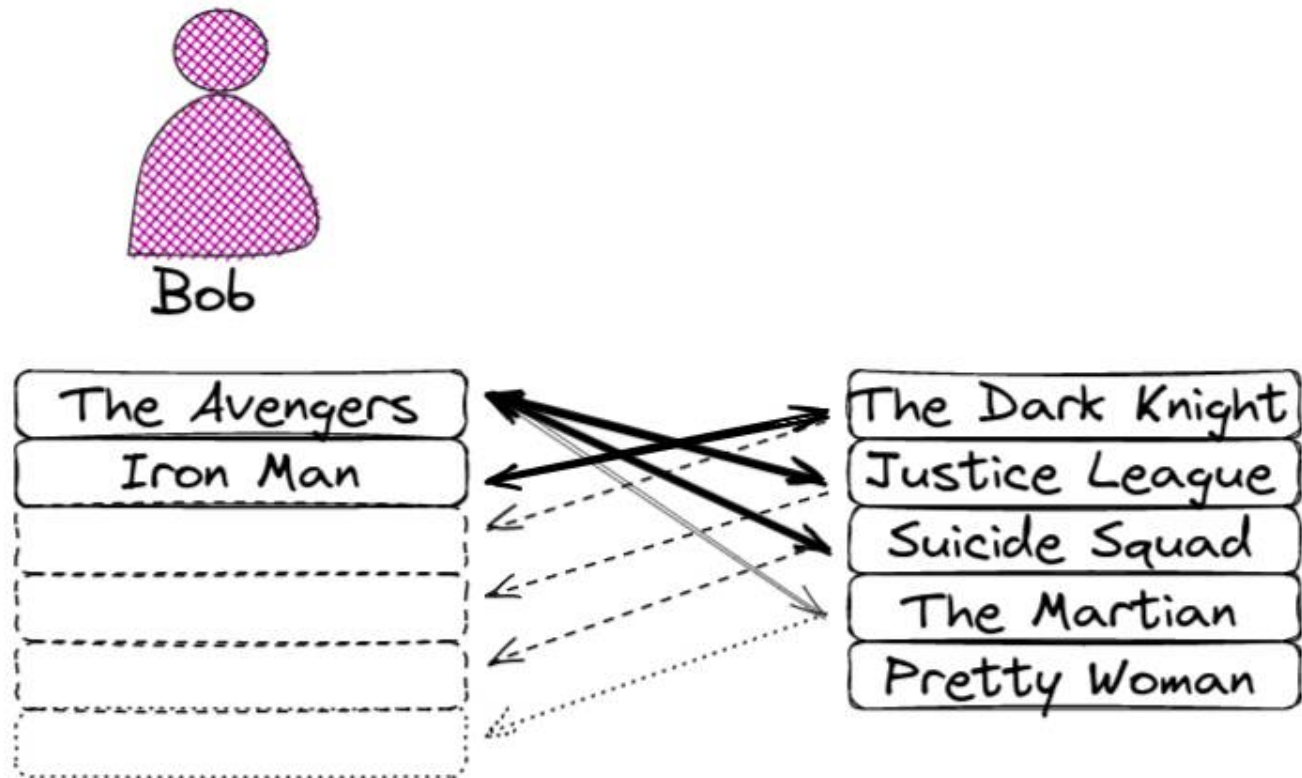 Bob
The Avengers
Iron Man
The Dark Knight
Justice League
Suicide Squad
The Martian
Pretty Woman